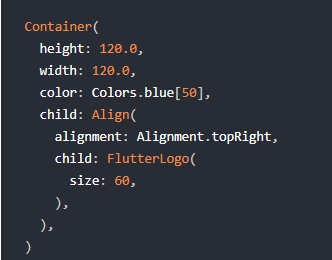 Container(
  height: 120.0,
  width: 120.0,
  color: Colors.blue[50],
  child: Align(
    alignment: Alignment.topRight,
    child: FlutterLogo(
      size: 60,
    ),
  ),
)